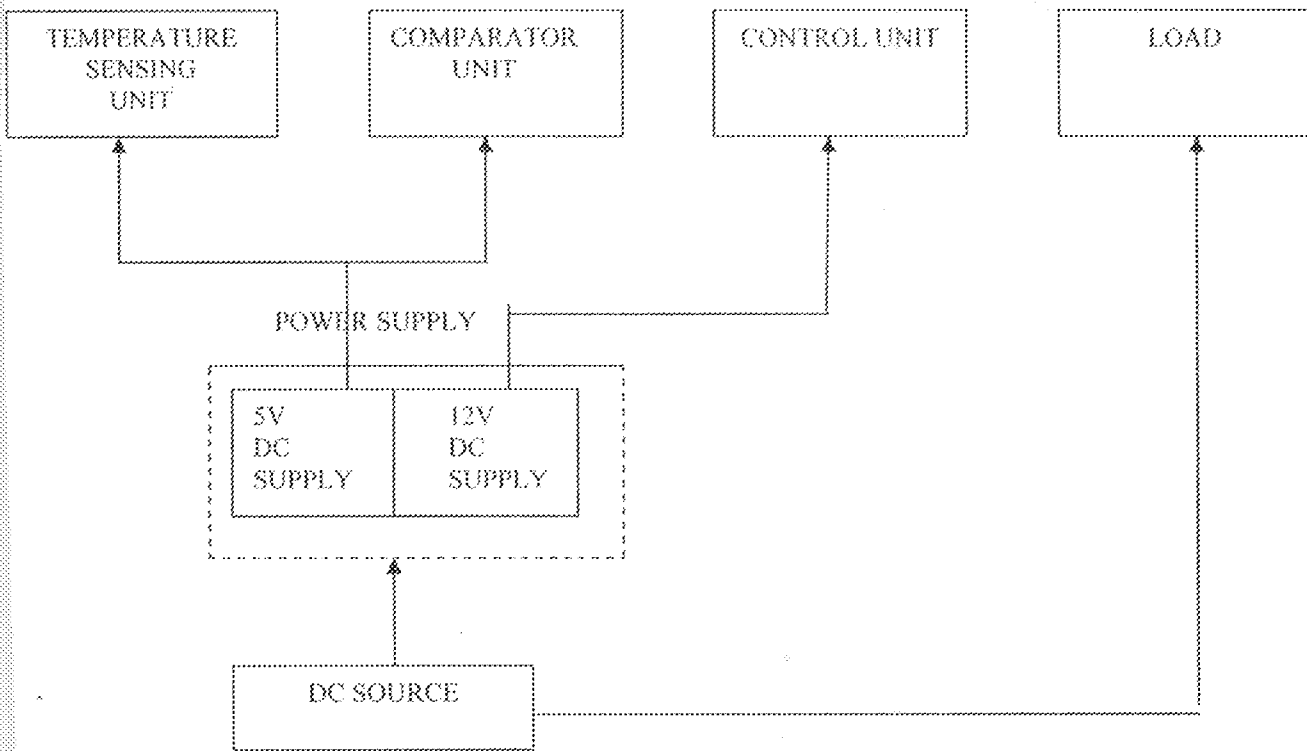 TEMPERATURE
SENSING
UNIT
COMPARATOR
UNIT
CONTROL UNIT
LOAD
POWER SUPPLY
5V
DC
SUPPLY
12V
DC
SUPPLY
DC SOURCE